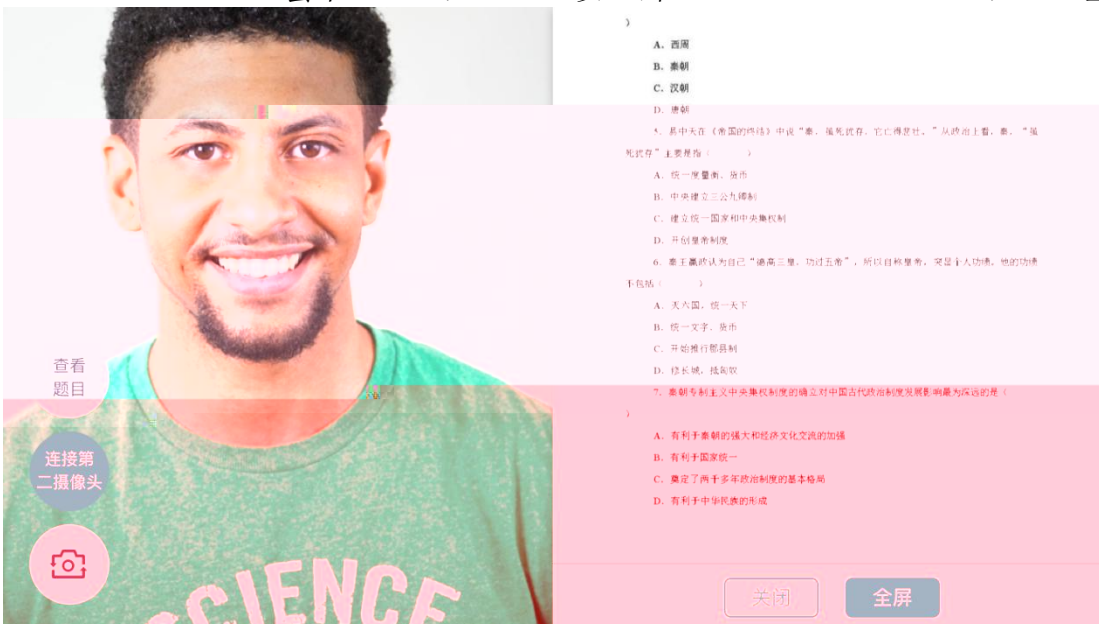 查看
题目
连接第
二摄像头
SCIENCE
）
A．西周
B．秦朝
C．汉朝
D．唐朝
5．易中天在《帝国的终结》中说“秦，虽死犹存，它亡得悲壮。”从政治上看，秦，“虽
死犹存”主要是指（ ）
A．统一度量衡、货币
B．中央建立三公九卿制
C．建立统一国家和中央集权制
D．开创皇帝制度
6．秦王嬴政认为自己“德高三皇，功过五帝”，所以自称皇帝，突显个人功绩。他的功绩
不包括（ ）
A．灭六国，统一天下
B．统一文字、货币
C．开始推行郡县制
D．修长城，抵匈奴
7．秦朝专制主义中央集权制度的确立对中国古代政治制度发展影响最为深远的是（
）
A．有利于秦朝的强大和经济文化交流的加强
B．有利于国家统一
C．奠定了两千多年政治制度的基本格局
D．有利于中华民族的形成
关闭
全屏